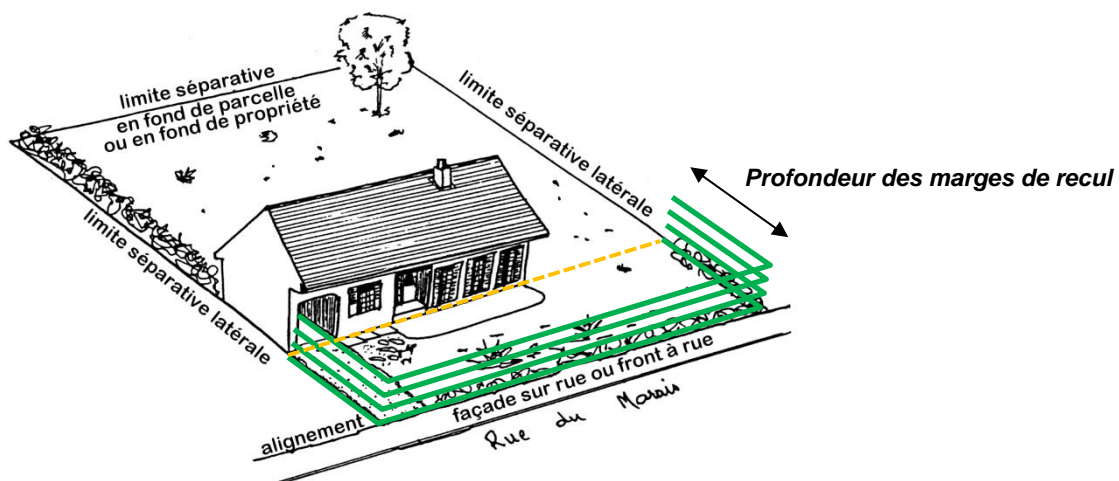 limite séparative
en fond de parcelle
ou en fond de propriété
limite séparative latérale
Profondeur des marges de recul
limite séparative latérale
façade sur rue ou front à rue
alignement
Rue du Marais